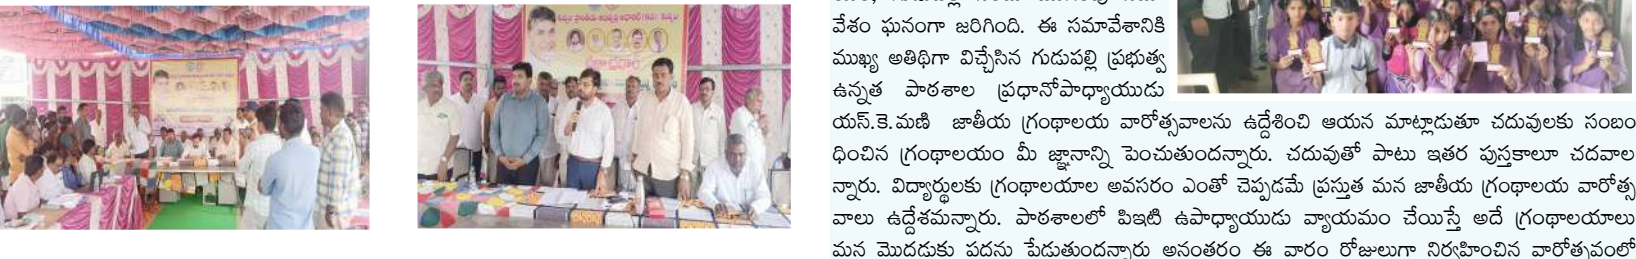 వేశం ఘనంగా జరిగింది. ఈ సమావేశానికి
ముఖ్య అతిథిగా విచ్చేసిన గుడుపల్లి ప్రభుత్వ
ఉన్నత పాఠశాల ప్రధానోపాధ్యాయుడు
యస్.కె.మణి జాతీయ గ్రంథాలయ వారోత్సవాలను ఉద్దేశించి ఆయన మాట్లాడుతూ చదువులకు సంబం
ధించిన గ్రంథాలయం మీ జ్ఞానాన్ని పెంచుతుందన్నారు. చదువుతో పాటు ఇతర పుస్తకాలూ చదవాల
న్నారు. విద్యార్థులకు గ్రంథాలయాల అవసరం ఎంతో చెప్పడమే ప్రస్తుత మన జాతీయ గ్రంథాలయ వారోత్స
వాలు ఉద్దేశమన్నారు. పాఠశాలలో పిఇటి ఉపాధ్యాయుడు వ్యాయమం చేయిస్తే అదే గ్రంథాలయాలు
మన మొదడుకు పదను పేడుతుందన్నారు అనంతరం ఈ వారం రోజులుగా నిర్వహించిన వారోత్సవంలో